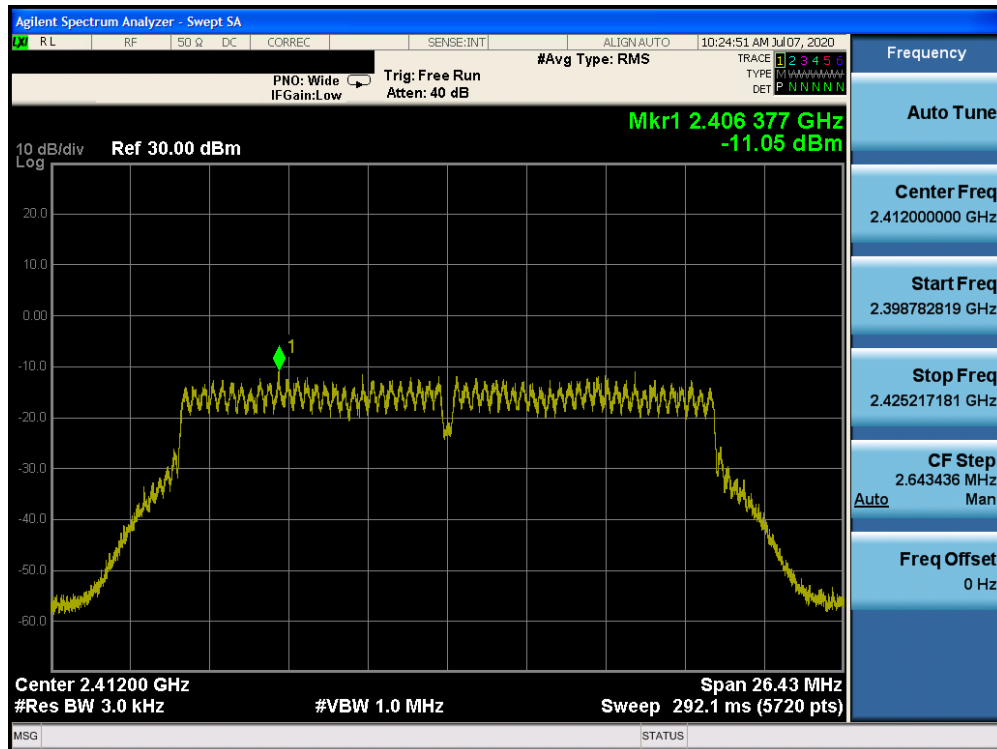 Agilent Spectrum Analyzer - Swept SA
LXI RL RF 50 Ω DC CORREC SENSE:INT ALIGN AUTO 10:24:51 AM Jul 07, 2020
Frequency
#Avg Type: RMS
TRACE 1 2 3 4 5 6
PNO: Wide Trig: Free Run
TYPE M WWWWW
IFGain:Low Atten: 40 dB
DET P N N N N N
Auto Tune
Mkr1 2.406 377 GHz
-11.05 dBm
10 dB/div Ref 30.00 dBm
Log
20.0
10.0
0.00
-10.0
-20.0
-30.0
-40.0
-50.0
-60.0
1
Center Freq
2.412000000 GHz
Start Freq
2.398782819 GHz
Stop Freq
2.425217181 GHz
CF Step
2.643436 MHz
Auto Man
Freq Offset
0 Hz
Center 2.41200 GHz Span 26.43 MHz
#Res BW 3.0 kHz #VBW 1.0 MHz Sweep 292.1 ms (5720 pts)
MSG STATUS